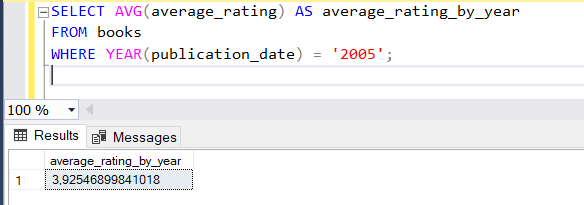 SELECT AVG(average_rating) AS average_rating_by_year
FROM books
WHERE YEAR(publication_date) = '2005';
100 %
Results Messages
average_rating_by_year
1 3,92546899841018